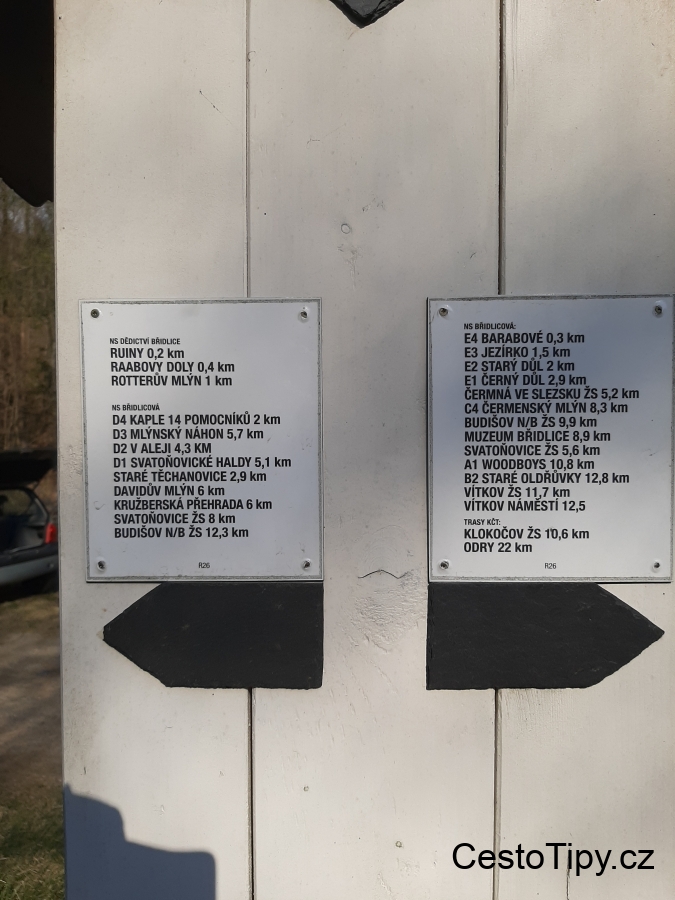 NS DĚDICTVÍ BŘIDLICE
RUINY 0,2 km
RAABOVY DOLY 0,4 km
ROTTERŮV MLÝN 1 km
NS BŘIDLICOVÁ
D4 KAPLE 14 POMOCNÍKŮ 2 km
D3 MLÝNSKÝ NÁHON 5,7 km
D2 V ALEJI 4,3 KM
D1 SVATOŇOVICKÉ HALDY 5,1 km
STARÉ TĚCHANOVICE 2,9 km
DAVIDŮV MLÝN 6 km
KRUŽBERSKÁ PŘEHRADA 6 km
SVATOŇOVICE ŽS 8 km
BUDIŠOV N/B ŽS 12,3 km
R26
NS BŘIDLICOVÁ:
E4 BARABOVÉ 0,3 km
E3 JEZÍRKO 1,5 km
E2 STARÝ DŮL 2 km
E1 ČERNÝ DŮL 2,9 km
ČERMNÁ VE SLEZSKU ŽS 5,2 km
C4 ČERMENSKÝ MLÝN 8,3 km
BUDIŠOV N/B ŽS 9,9 km
MUZEUM BŘIDLICE 8,9 km
SVATOŇOVICE ŽS 5,6 km
A1 WOODBOYS 10,8 km
B2 STARÉ OLDŘŮVKY 12,8 km
VÍTKOV ŽS 11,7 km
VÍTKOV NÁMĚSTÍ 12,5
TRASY KČT:
KLOKOČOV ŽS 10,6 km
ODRY 22 km
R26
CestoTipy.cz